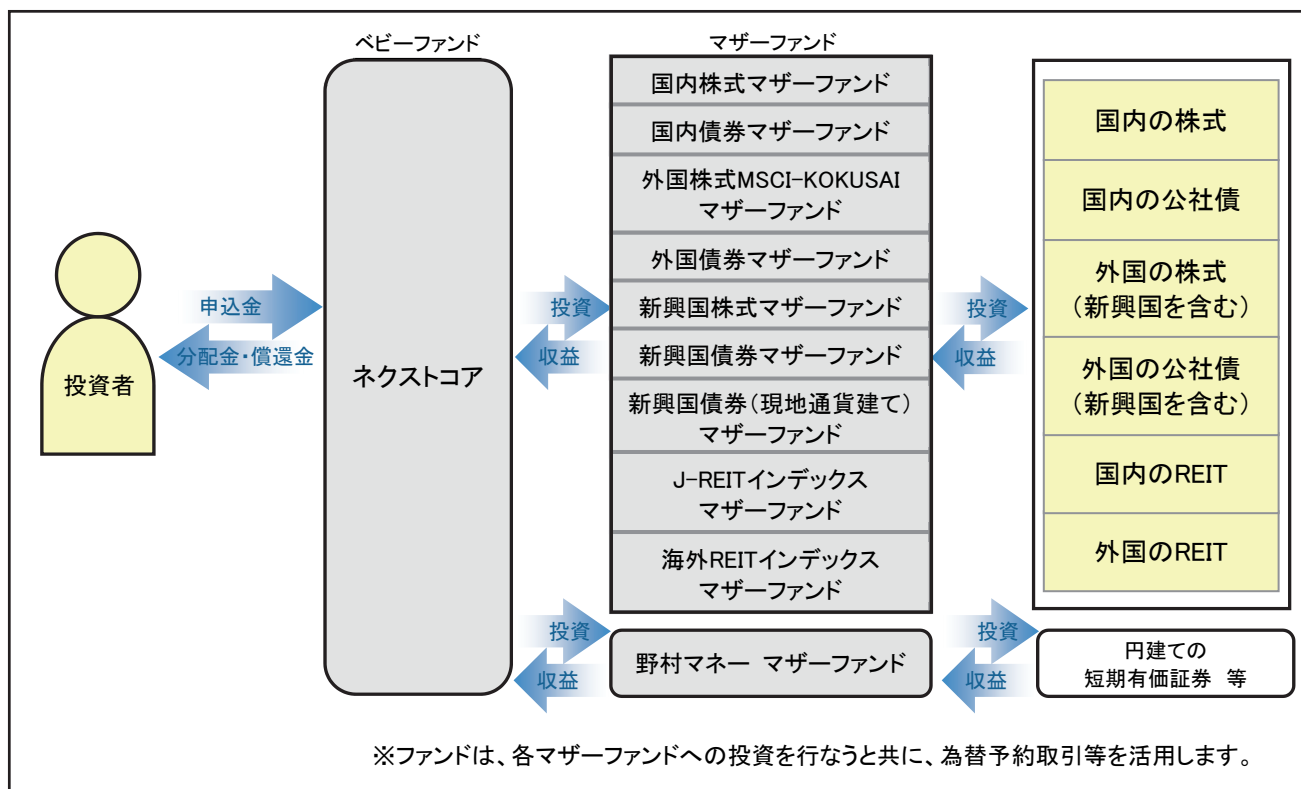 ベビーファンド
マザーファンド
投資者
申込金
分配金・償還金
ネクストコア
投資
収益
国内株式マザーファンド
国内債券マザーファンド
外国株式MSCI-KOKUSAI
マザーファンド
外国債券マザーファンド
新興国株式マザーファンド
新興国債券マザーファンド
新興国債券(現地通貨建て)
マザーファンド
J-REITインデックス
マザーファンド
海外REITインデックス
マザーファンド
投資
収益
国内の株式
国内の公社債
外国の株式
(新興国を含む)
外国の公社債
(新興国を含む)
国内のREIT
外国のREIT
投資
収益
野村マネー マザーファンド
投資
収益
円建ての
短期有価証券 等
※ファンドは、各マザーファンドへの投資を行なうと共に、為替予約取引等を活用します。